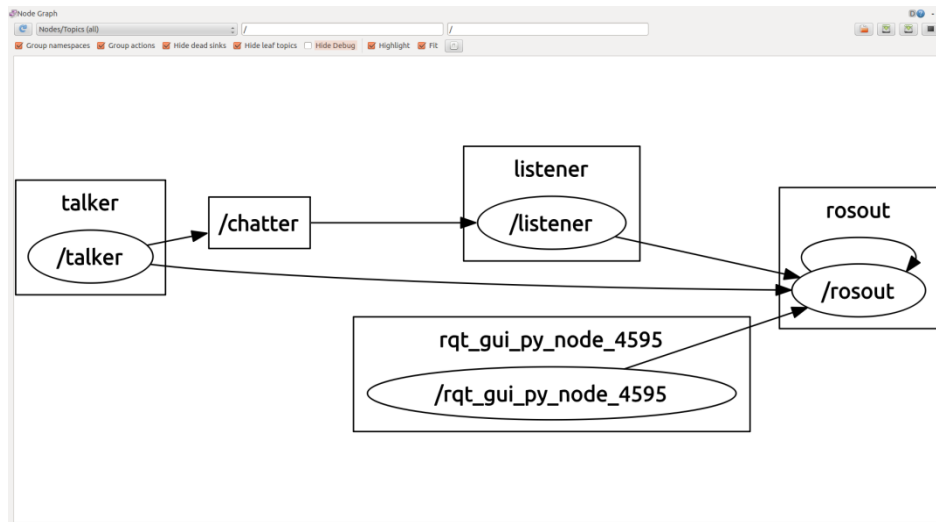 Node Graph
Nodes/Topics (all) / /
Group namespaces Group actions Hide dead sinks Hide leaf topics Hide Debug Highlight Fit
listener
talker
rosout
/chatter
/listener
/talker
/rosout
rqt_gui_py_node_4595
/rqt_gui_py_node_4595